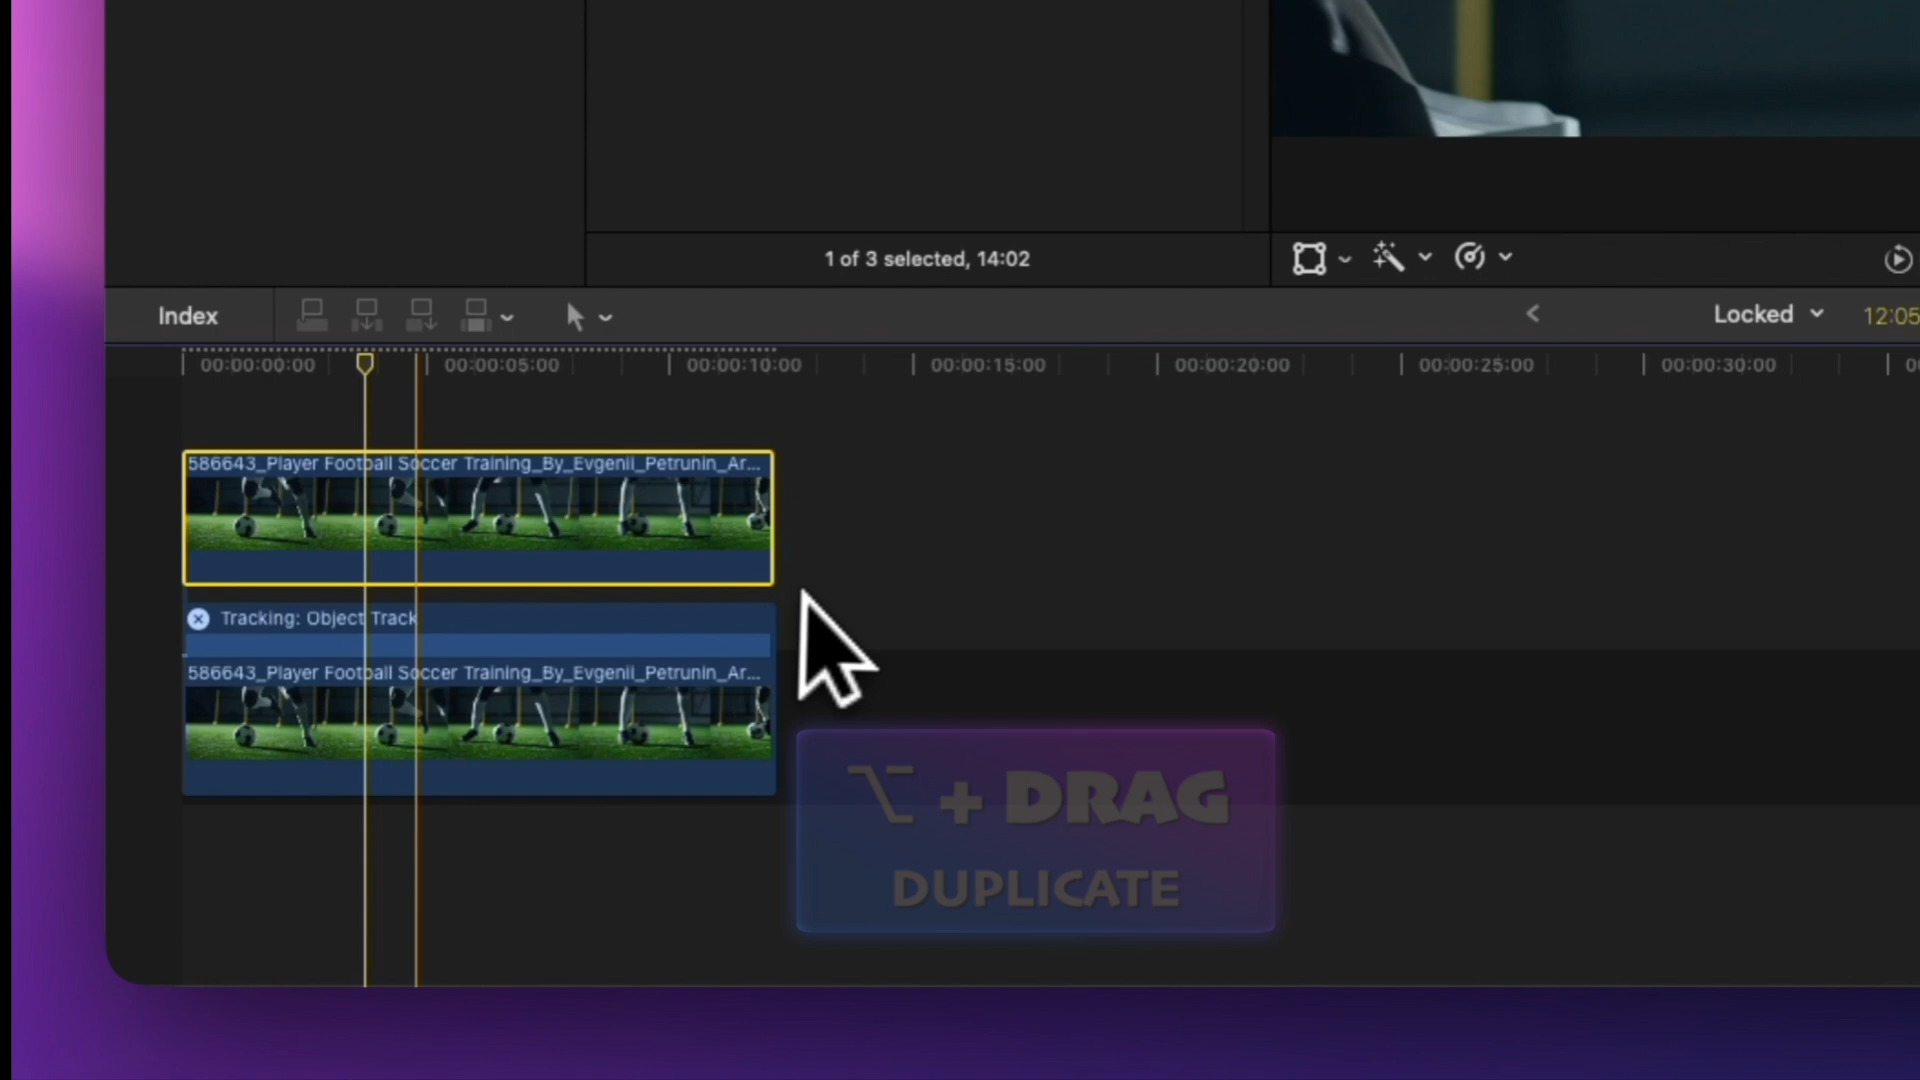 1 of 3 selected, 14:02
Index
Locked
12:05
00:00:00:00
00:00:05:00
00:00:10:00
00:00:15:00
00:00:20:00
00:00:25:00
00:00:30:00
586643_Player Football Soccer Training_By_Evgenii_Petrunin_Ar...
Tracking: Object Track
586643_Player Football Soccer Training_By_Evgenii_Petrunin_Ar...
⌥ + DRAG
DUPLICATE